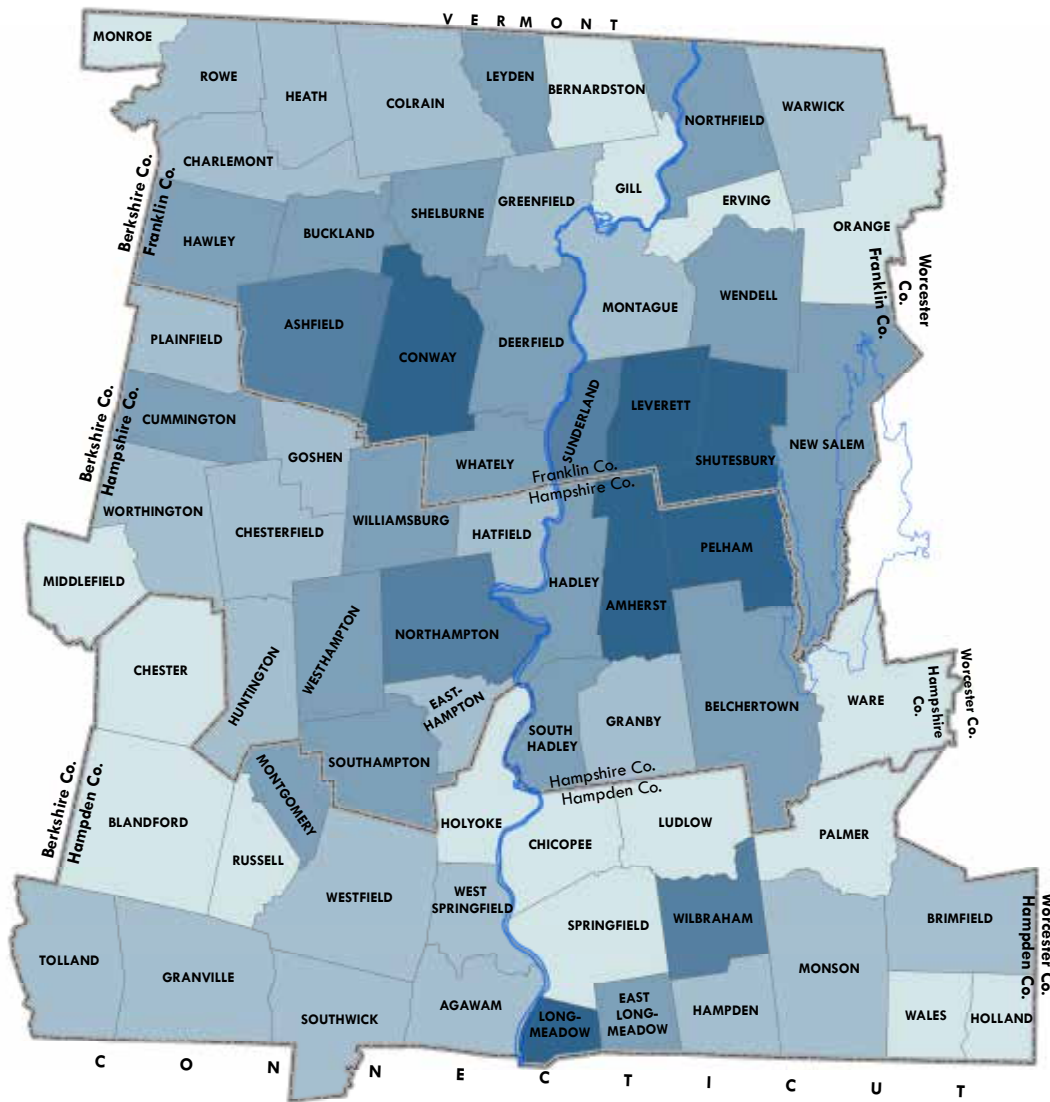 VERMONT
MONROE
ROWE
HEATH
COLRAIN
LEYDEN
BERNARDSTON
NORTHFIELD
WARWICK
CHARLEMONT
Berkshire Co.
Franklin Co.
HAWLEY
BUCKLAND
SHELBURNE
GREENFIELD
GILL
ERVING
ORANGE
Franklin Co.
Worcester
Co.
PLAINFIELD
ASHFIELD
CONWAY
DEERFIELD
MONTAGUE
WENDELL
Berkshire Co.
Hampshire Co.
CUMMINGTON
GOSHEN
WHATELY
SUNDERLAND
LEVERETT
SHUTESBURY
NEW SALEM
Franklin Co.
Hampshire Co.
WORTHINGTON
CHESTERFIELD
WILLIAMSBURG
HATFIELD
HADLEY
AMHERST
PELHAM
MIDDLEFIELD
CHESTER
HUNTINGTON
WESTHAMPTON
NORTHAMPTON
EAST-
HAMPTON
SOUTHAMPTON
SOUTH
HADLEY
GRANBY
BELCHERTOWN
WARE
Hampshire
Co.
Worcester Co.
Hampshire Co.
Hampden Co.
Berkshire Co.
Hampden Co.
BLANDFORD
MONTGOMERY
RUSSELL
HOLYOKE
CHICOPEE
LUDLOW
PALMER
WESTFIELD
WEST
SPRINGFIELD
SPRINGFIELD
WILBRAHAM
BRIMFIELD
Hampden Co.
Worcester Co.
TOLLAND
GRANVILLE
SOUTHWICK
AGAWAM
LONG-
MEADOW
EAST
LONG-
MEADOW
HAMPDEN
MONSON
WALES
HOLLAND
CONNECTICUT